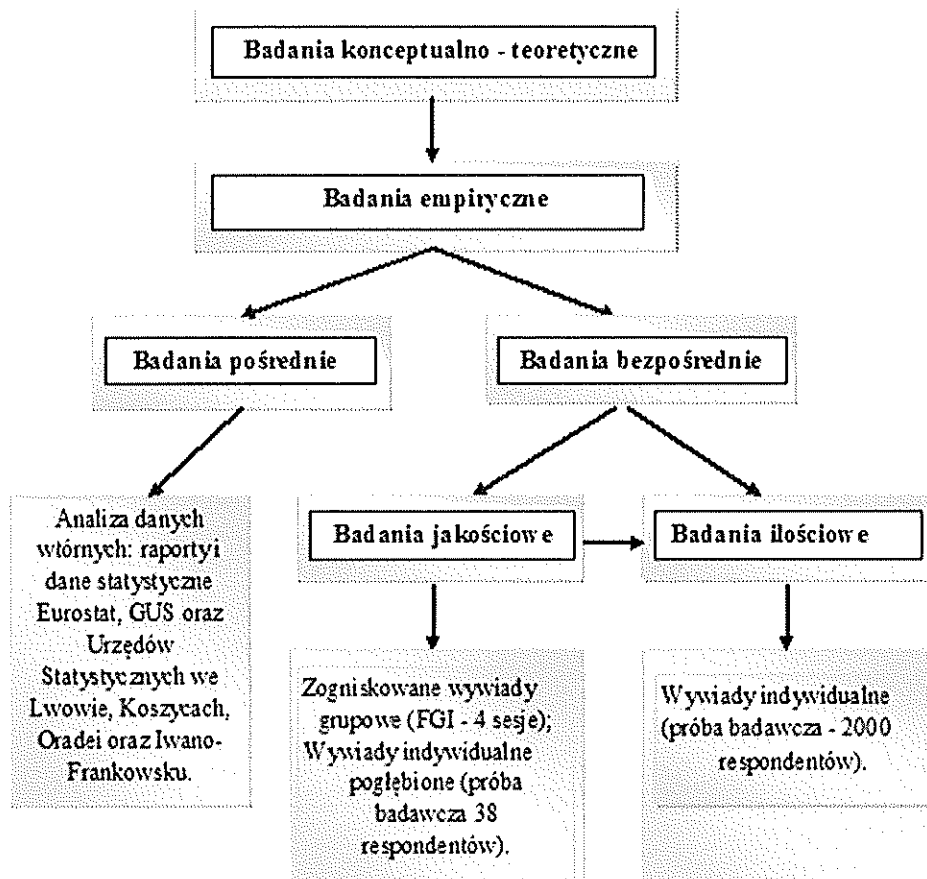 Badania konceptualno - teoretyczne
Badania empiryczne
Badania pośrednie
Badania bezpośrednie
Analiza danych
wtórnych: raporty i
dane statystyczne
Eurostat, GUS oraz
Urzędów
Statystycznych we
Lwowie, Koszycach,
Oradei oraz Iwano-
Frankowsku.
Badania jakościowe
Badania ilościowe
Zogniskowane wywiady
grupowe (FGI - 4 sesje);
Wywiady indywidualne
pogłębione (próba
badawcza 38
respondentów).
Wywiady indywidualne
(próba badawcza - 2000
respondentów).